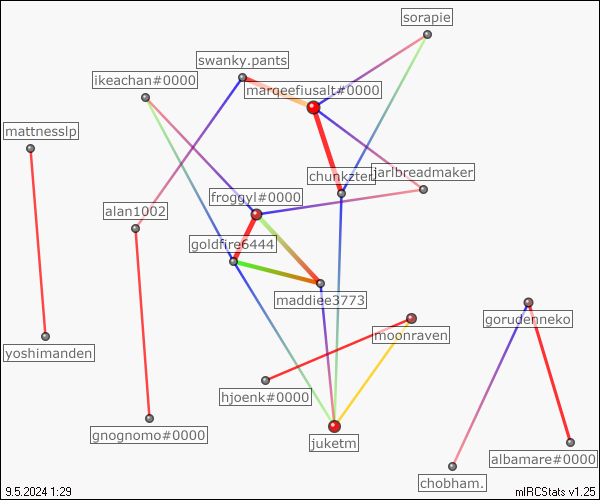 sorapie
swanky.pants
ikeachan#0000
marqeefiusalt#0000
mattnesslp
chunkzter
jarlbreadmaker
froggyl#0000
alan1002
goldfire6444
maddiee3773
gorudenneko
moonraven
yoshimanden
hjoenk#0000
gnognomo#0000
juketm
albamare#0000
chobham.
9.5.2024 1:29
mIRCStats v1.25